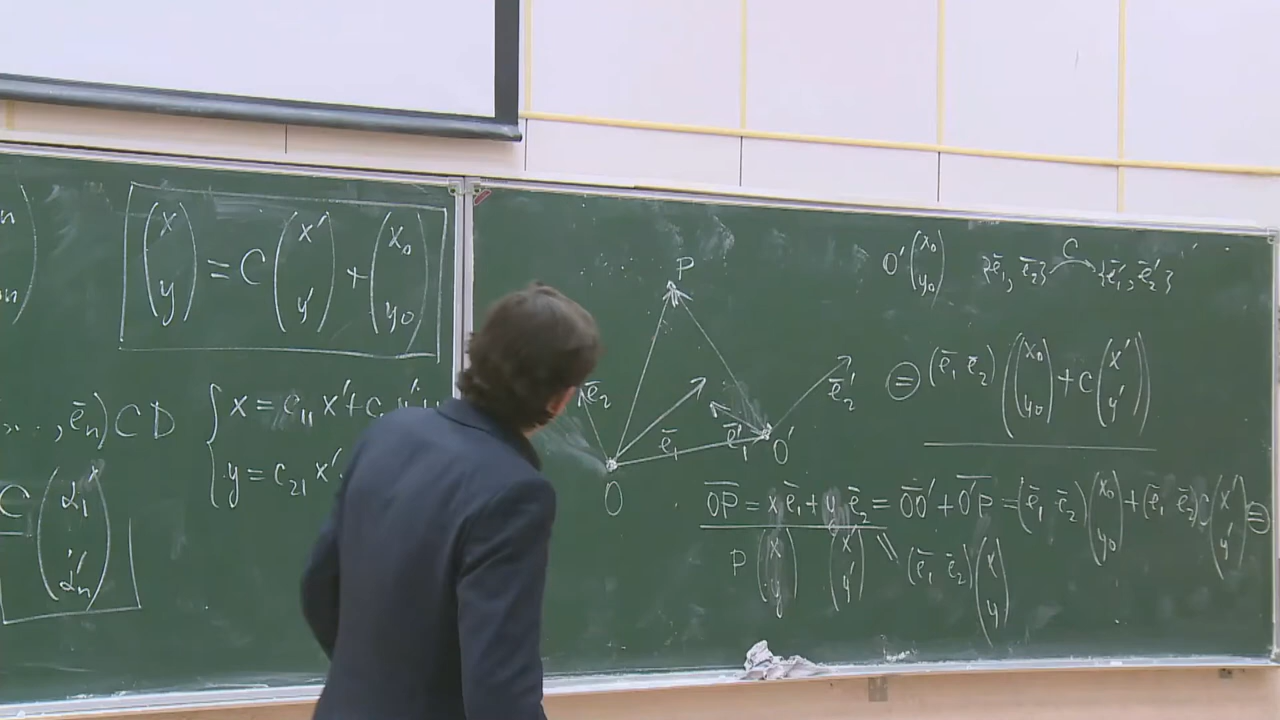 (x y) = C (x' y') + (x₀ y₀)
{ x = c₁₁ x' + c
y = c₂₁ x'
..., ēₙ) C D
C (α₁' ⋮ αₙ')
P
ē₂
ē₁
ē₁'
ē₂'
O
O'
O' (x₀ y₀) {ē₁, ē₂} C {ē₁', ē₂'}
= (ē₁ ē₂) ((x₀ y₀) + C (x' y'))
OP = x ē₁ + y ē₂ = OO' + O'P = (ē₁ ē₂) (x₀ y₀) + (ē₁ ē₂) C (x' y') =
P (x y) (x' y') \\ (ē₁ ē₂) (x y)